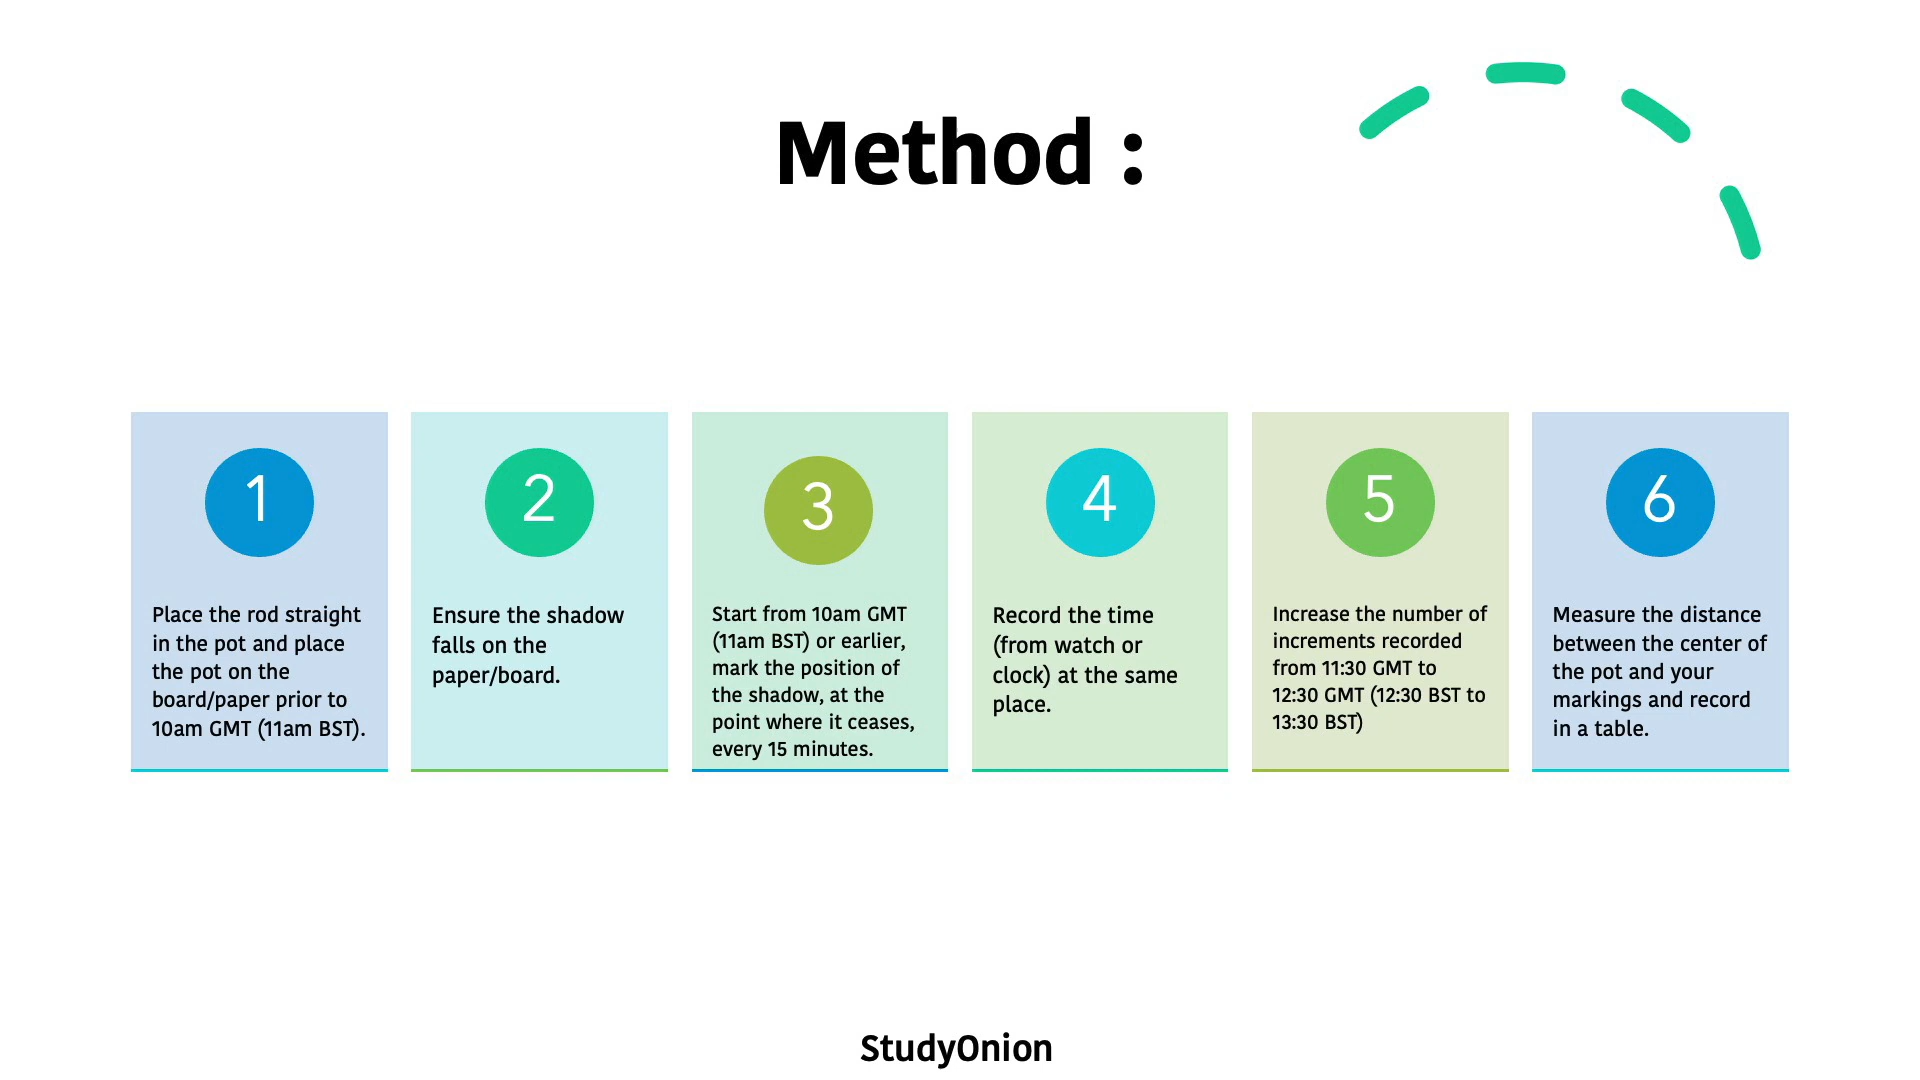 Method :
1
Place the rod straight
in the pot and place
the pot on the
board/paper prior to
10am GMT (11am BST).
2
Ensure the shadow
falls on the
paper/board.
3
Start from 10am GMT
(11am BST) or earlier,
mark the position of
the shadow, at the
point where it ceases,
every 15 minutes.
4
Record the time
(from watch or
clock) at the same
place.
5
Increase the number of
increments recorded
from 11:30 GMT to
12:30 GMT (12:30 BST to
13:30 BST)
6
Measure the distance
between the center of
the pot and your
markings and record
in a table.
StudyOnion